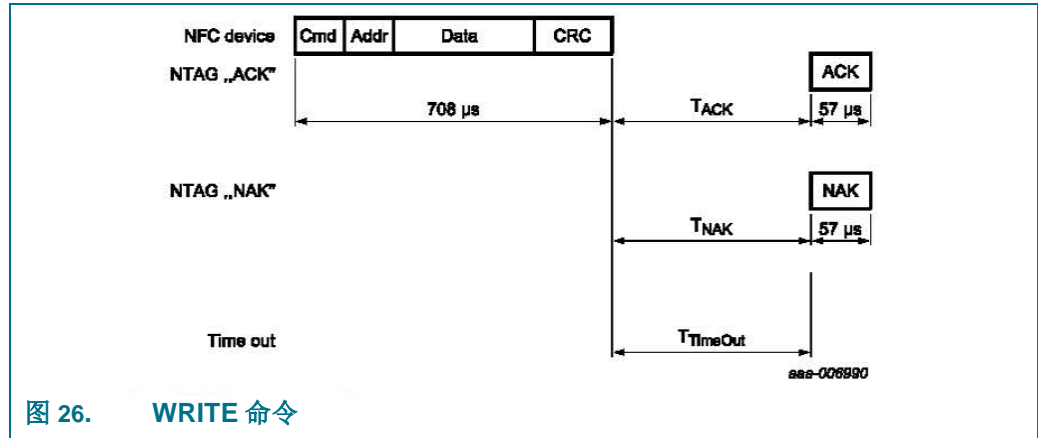 NFC device Cmd Addr Data CRC
NTAG „ACK" ACK
708 µs TACK 57 µs
NTAG „NAK" NAK
TNAK 57 µs
Time out TTimeOut
aaa-006990
图 26. WRITE 命令